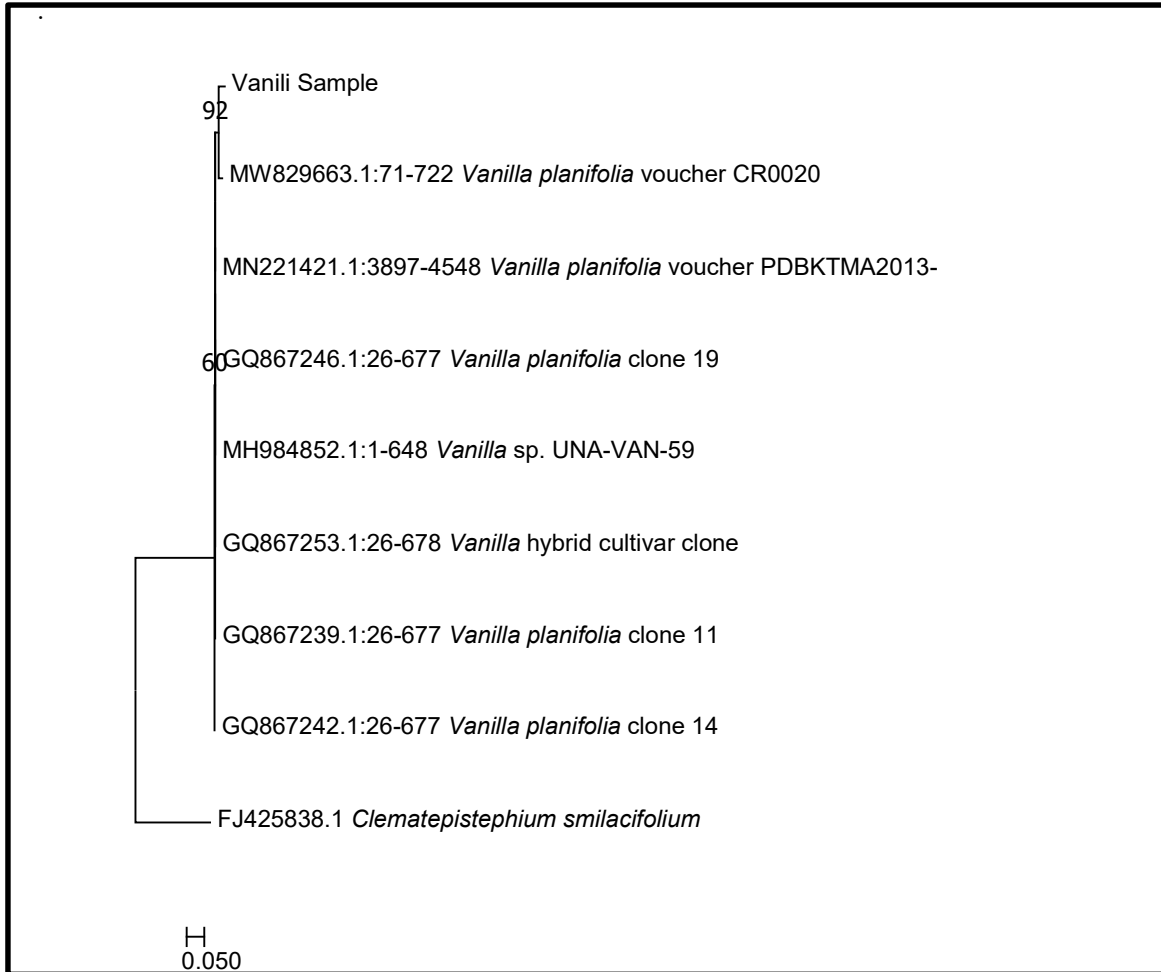 Vanili Sample
92
MW829663.1:71-722 Vanilla planifolia voucher CR0020
MN221421.1:3897-4548 Vanilla planifolia voucher PDBKTMA2013-
60
GQ867246.1:26-677 Vanilla planifolia clone 19
MH984852.1:1-648 Vanilla sp. UNA-VAN-59
GQ867253.1:26-678 Vanilla hybrid cultivar clone
GQ867239.1:26-677 Vanilla planifolia clone 11
GQ867242.1:26-677 Vanilla planifolia clone 14
FJ425838.1 Clematepistephium smilacifolium
0.050